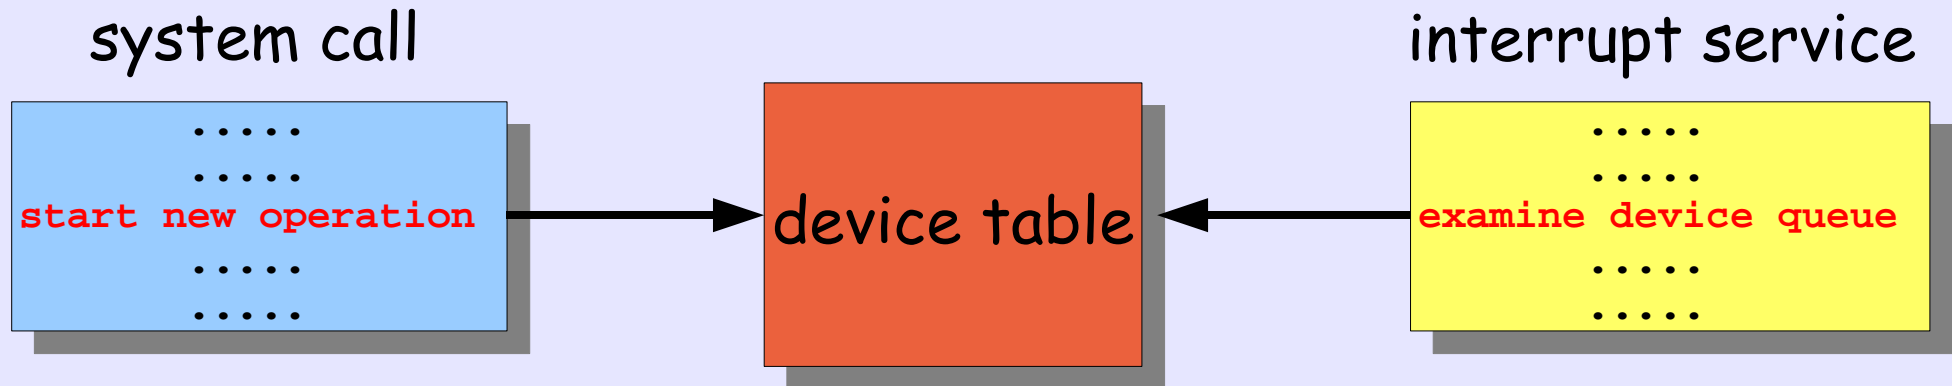 system call
.....
.....
start new operation
.....
.....
device table
interrupt service
.....
.....
examine device queue
.....
.....